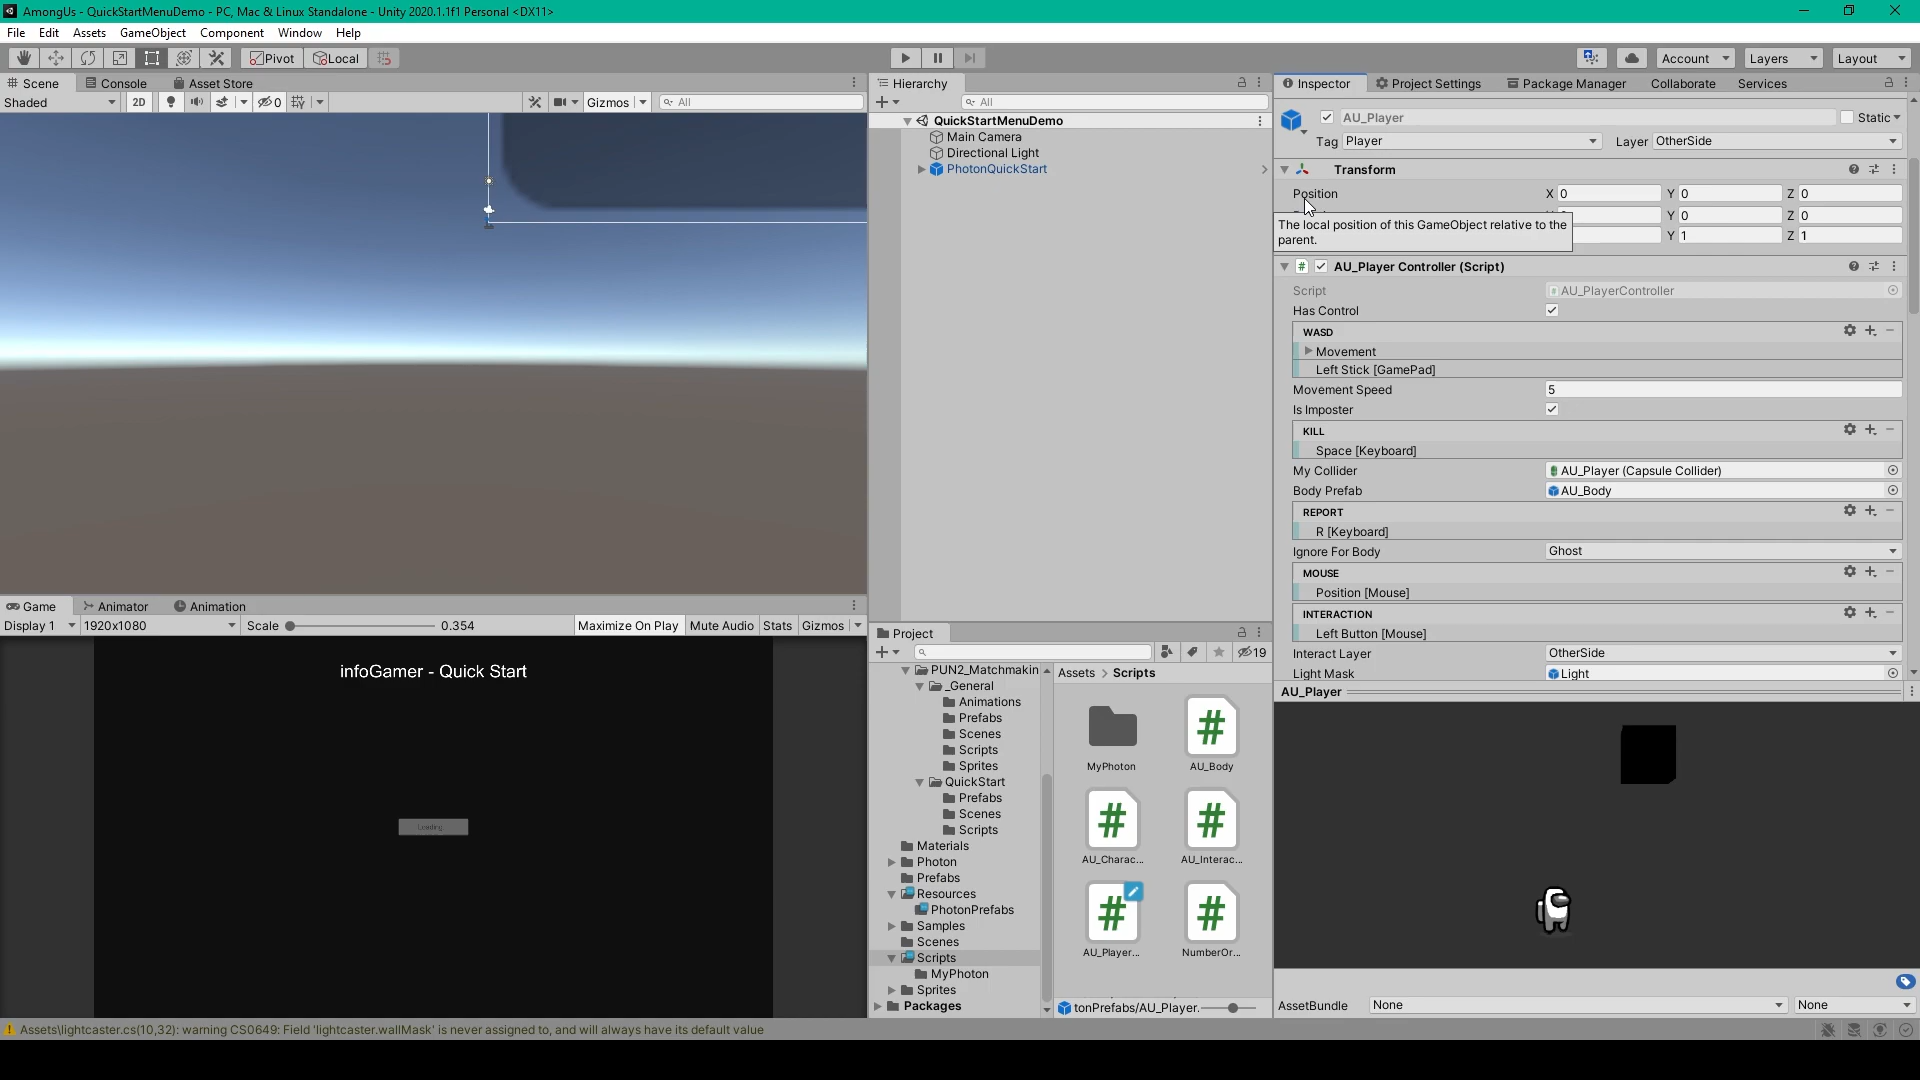 AmongUs - QuickStartMenuDemo - PC, Mac & Linux Standalone - Unity 2020.1.1f1 Personal <DX11>
File Edit Assets GameObject Component Window Help
Pivot Local Account Layers Layout
Scene Console Asset Store
Shaded 2D 0 Gizmos All
Hierarchy
All
QuickStartMenuDemo
Main Camera
Directional Light
PhotonQuickStart
Inspector Project Settings Package Manager Collaborate Services
AU_Player Static
Tag Player Layer OtherSide
Transform
Position X 0 Y 0 Z 0
Y 0 Z 0
The local position of this GameObject relative to the
parent.
Y 1 Z 1
# AU_Player Controller (Script)
Script AU_PlayerController
Has Control
WASD
Movement
Left Stick [GamePad]
Movement Speed 5
Is Imposter
KILL
Space [Keyboard]
My Collider AU_Player (Capsule Collider)
Body Prefab AU_Body
REPORT
R [Keyboard]
Ignore For Body Ghost
MOUSE
Position [Mouse]
INTERACTION
Left Button [Mouse]
Interact Layer OtherSide
Light Mask Light
AU_Player
AssetBundle None None
Game Animator Animation
Display 1 1920x1080 Scale 0.354 Maximize On Play Mute Audio Stats Gizmos
infoGamer - Quick Start
Loading
Project
19
PUN2_Matchmakin
_General
Animations
Prefabs
Scenes
Scripts
Sprites
QuickStart
Prefabs
Scenes
Scripts
Materials
Photon
Prefabs
Resources
PhotonPrefabs
Samples
Scenes
Scripts
MyPhoton
Sprites
Packages
Assets > Scripts
MyPhoton
# AU_Body
# AU_Charac...
# AU_Interac...
# AU_Player...
# NumberOr...
tonPrefabs/AU_Player.
Assets\lightcaster.cs(10,32): warning CS0649: Field 'lightcaster.wallMask' is never assigned to, and will always have its default value